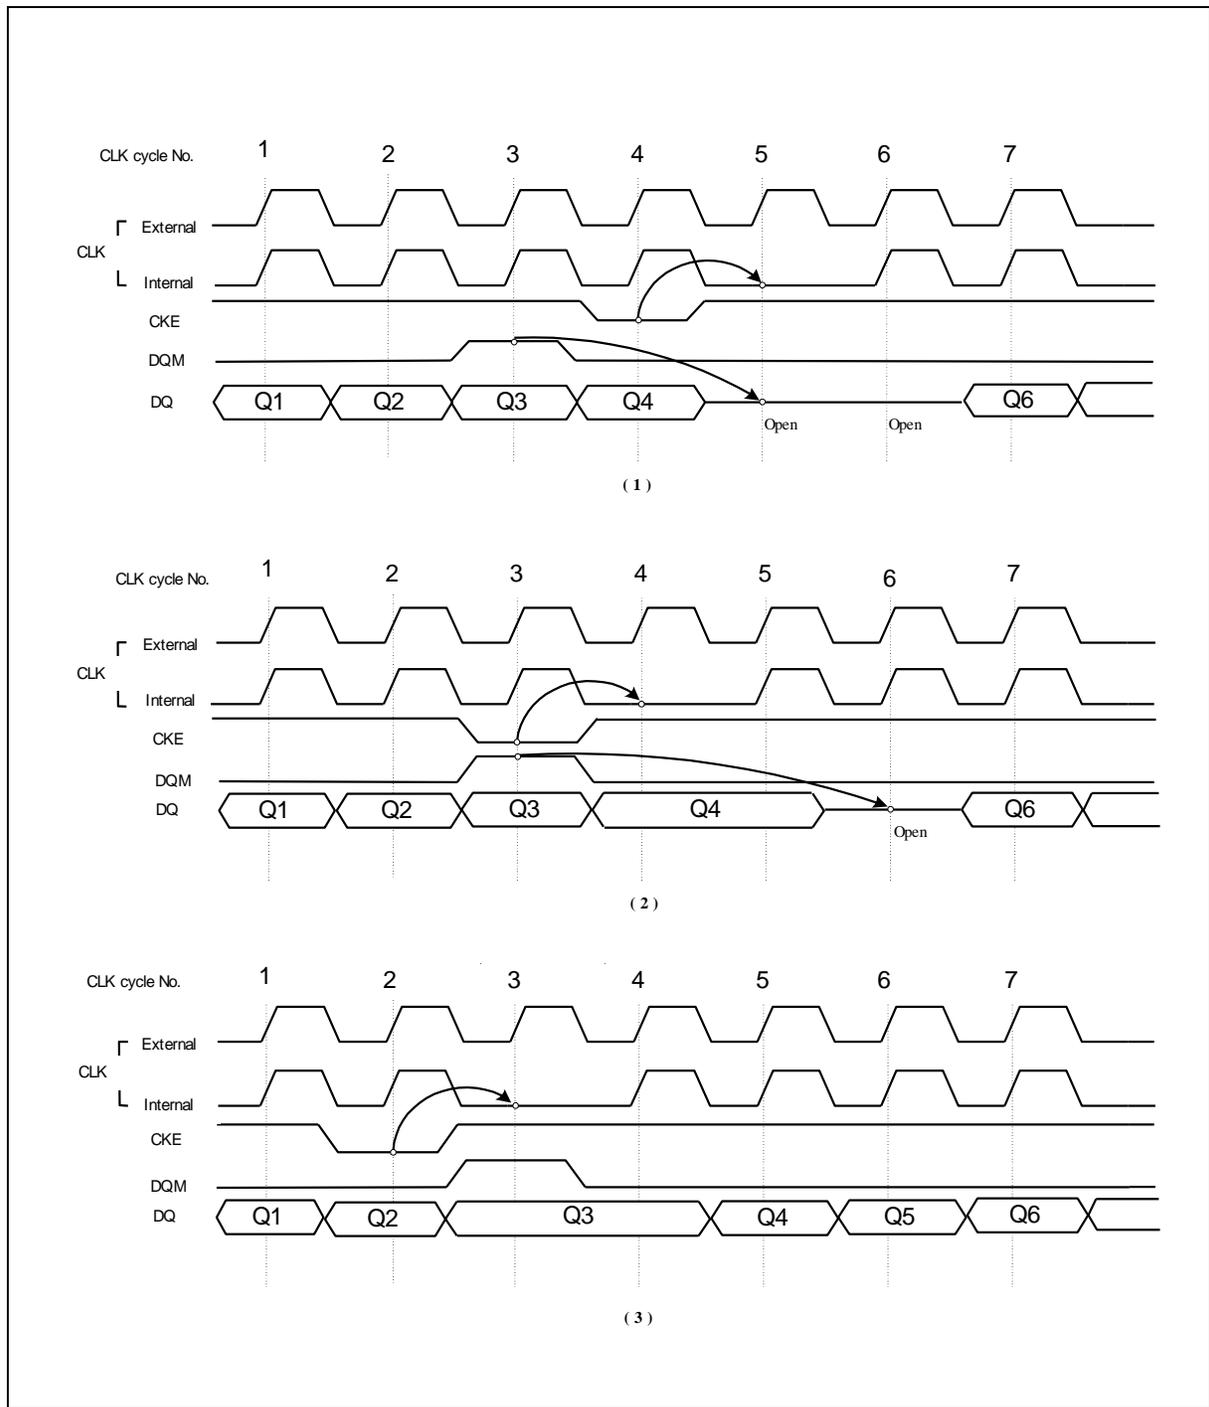 CLK cycle No. 1 2 3 4 5 6 7
External
CLK
Internal
CKE
DQM
DQ Q1 Q2 Q3 Q4 Q6
Open Open
( 1 )
CLK cycle No. 1 2 3 4 5 6 7
External
CLK
Internal
CKE
DQM
DQ Q1 Q2 Q3 Q4 Q6
Open
( 2 )
CLK cycle No. 1 2 3 4 5 6 7
External
CLK
Internal
CKE
DQM
DQ Q1 Q2 Q3 Q4 Q5 Q6
( 3 )